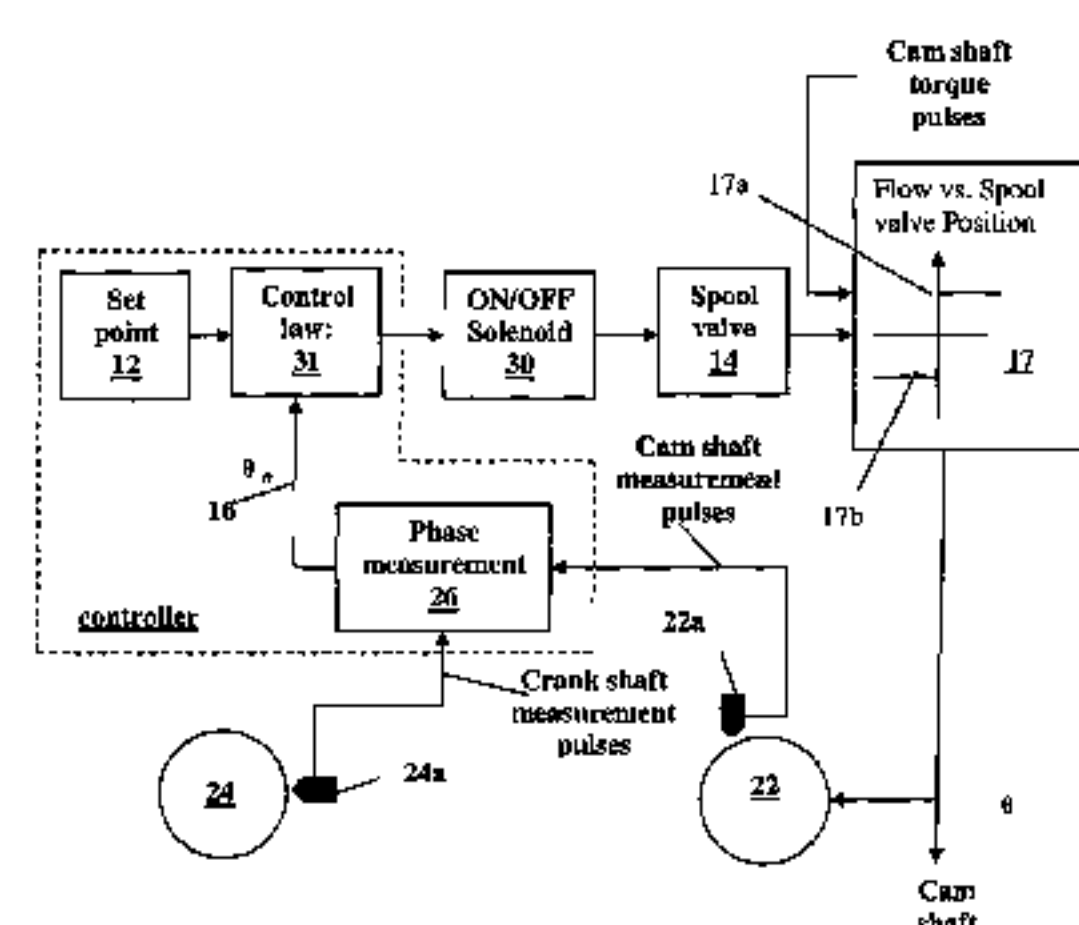 Cam shaft
torque
pulses
17a
Flow vs. Spool
valve Position
Set
point
12
Control
law:
31
ON/OFF
Solenoid
30
Spool
valve
14
17
θ
16
Cam shaft
measurement
pulses
17b
Phase
measurement
26
controller
22a
Crank shaft
measurement
pulses
24
24a
22
θ
Cam
shaft